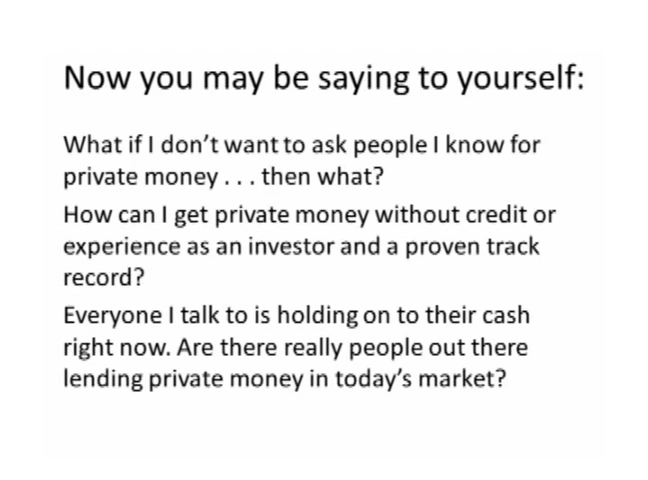 Now you may be saying to yourself:
What if I don't want to ask people I know for
private money . . . then what?
How can I get private money without credit or
experience as an investor and a proven track
record?
Everyone I talk to is holding on to their cash
right now. Are there really people out there
lending private money in today's market?